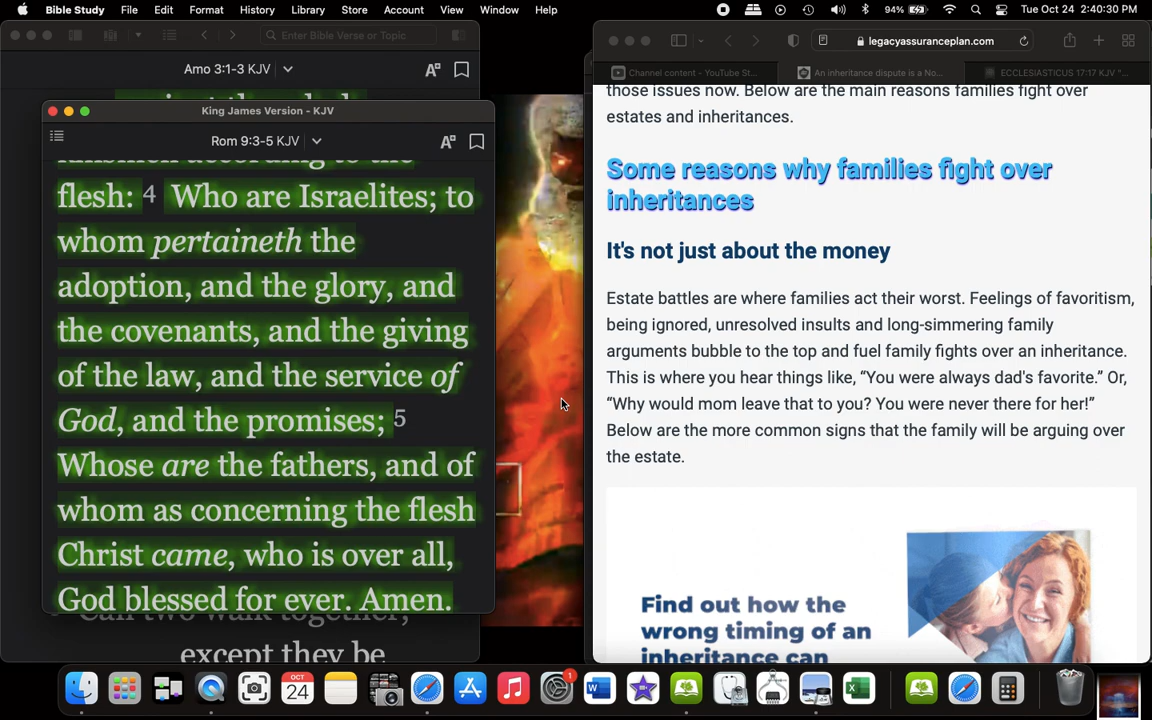 Bible Study File Edit Format History Library Store Account View Window Help
94% Tue Oct 24 2:40:30 PM
Enter Bible Verse or Topic
Amo 3:1-3 KJV
King James Version - KJV
Rom 9:3-5 KJV
kinsmen according to the
flesh: 4 Who are Israelites; to
whom pertaineth the
adoption, and the glory, and
the covenants, and the giving
of the law, and the service of
God, and the promises; 5
Whose are the fathers, and of
whom as concerning the flesh
Christ came, who is over all,
God blessed for ever. Amen.
Can two walk together,
except they be
legacyassuranceplan.com
Channel content - YouTube St...
An inheritance dispute is a No...
ECCLESIASTICUS 17:17 KJV "...
those issues now. Below are the main reasons families fight over
estates and inheritances.
Some reasons why families fight over
inheritances
It's not just about the money
Estate battles are where families act their worst. Feelings of favoritism,
being ignored, unresolved insults and long-simmering family
arguments bubble to the top and fuel family fights over an inheritance.
This is where you hear things like, “You were always dad's favorite.” Or,
“Why would mom leave that to you? You were never there for her!”
Below are the more common signs that the family will be arguing over
the estate.
Find out how the
wrong timing of an
inheritance can
OCT
24
1